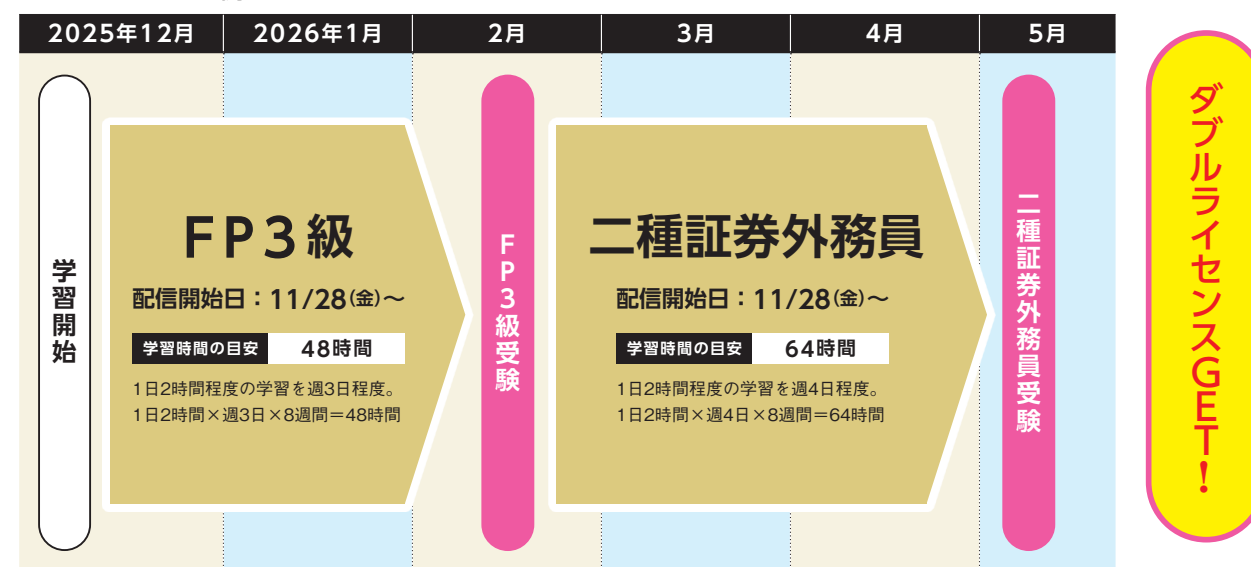 2025年12月 2026年1月 2月 3月 4月 5月
学習開始
FP3級
配信開始日：11/28(金)～
学習時間の目安 48時間
1日2時間程度の学習を週3日程度。
1日2時間×週3日×8週間＝48時間
FP3級受験
二種証券外務員
配信開始日：11/28(金)～
学習時間の目安 64時間
1日2時間程度の学習を週4日程度。
1日2時間×週4日×8週間＝64時間
二種証券外務員受験
ダブルライセンスGET！